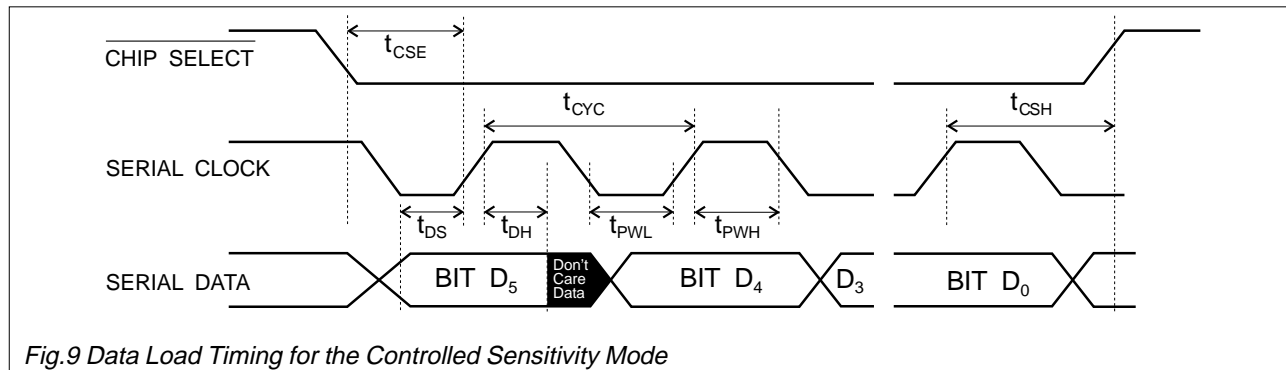 CHIP SELECT
tCSE
tCYC
tCSH
SERIAL CLOCK
tDS
tDH
tPWL
tPWH
SERIAL DATA
BIT D5
Don't
Care
Data
BIT D4
D3
BIT D0
Fig.9 Data Load Timing for the Controlled Sensitivity Mode